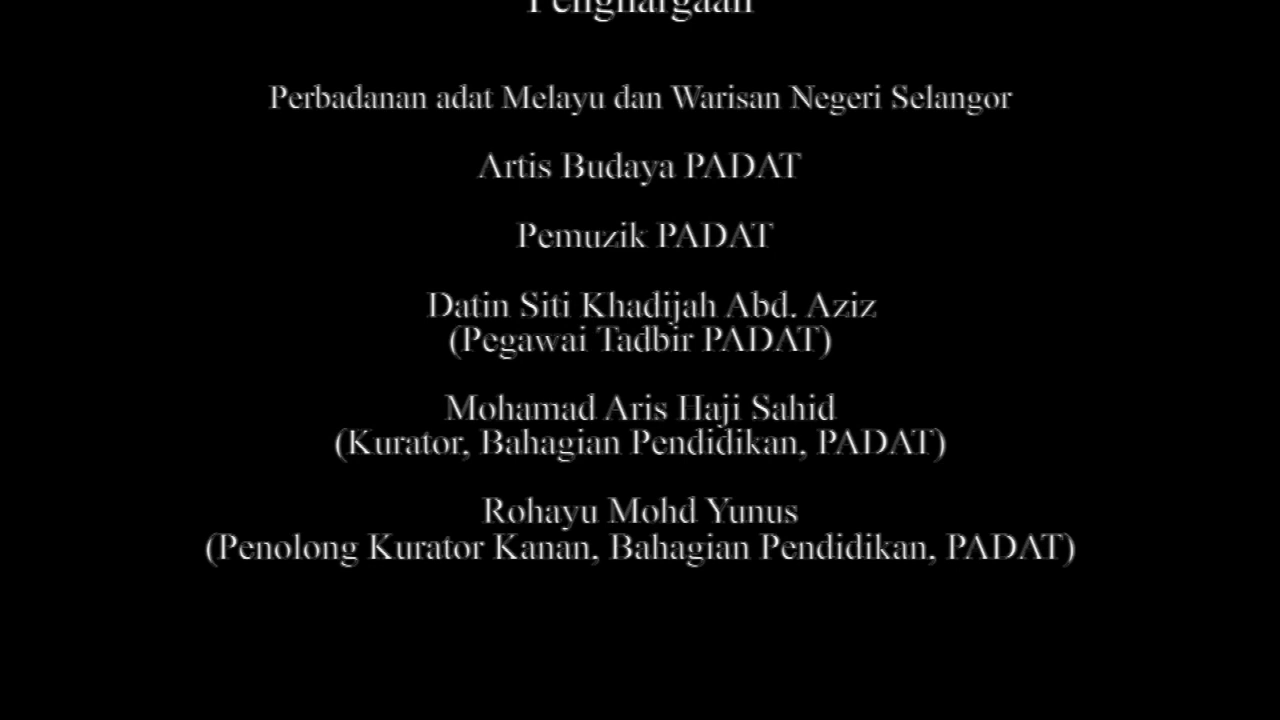 Penghargaan
Perbadanan adat Melayu dan Warisan Negeri Selangor
Artis Budaya PADAT
Pemuzik PADAT
Datin Siti Khadijah Abd. Aziz
(Pegawai Tadbir PADAT)
Mohamad Aris Haji Sahid
(Kurator, Bahagian Pendidikan, PADAT)
Rohayu Mohd Yunus
(Penolong Kurator Kanan, Bahagian Pendidikan, PADAT)